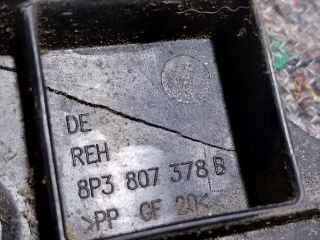 DE
REH
8P3 807 378 B
>PP GF 20<